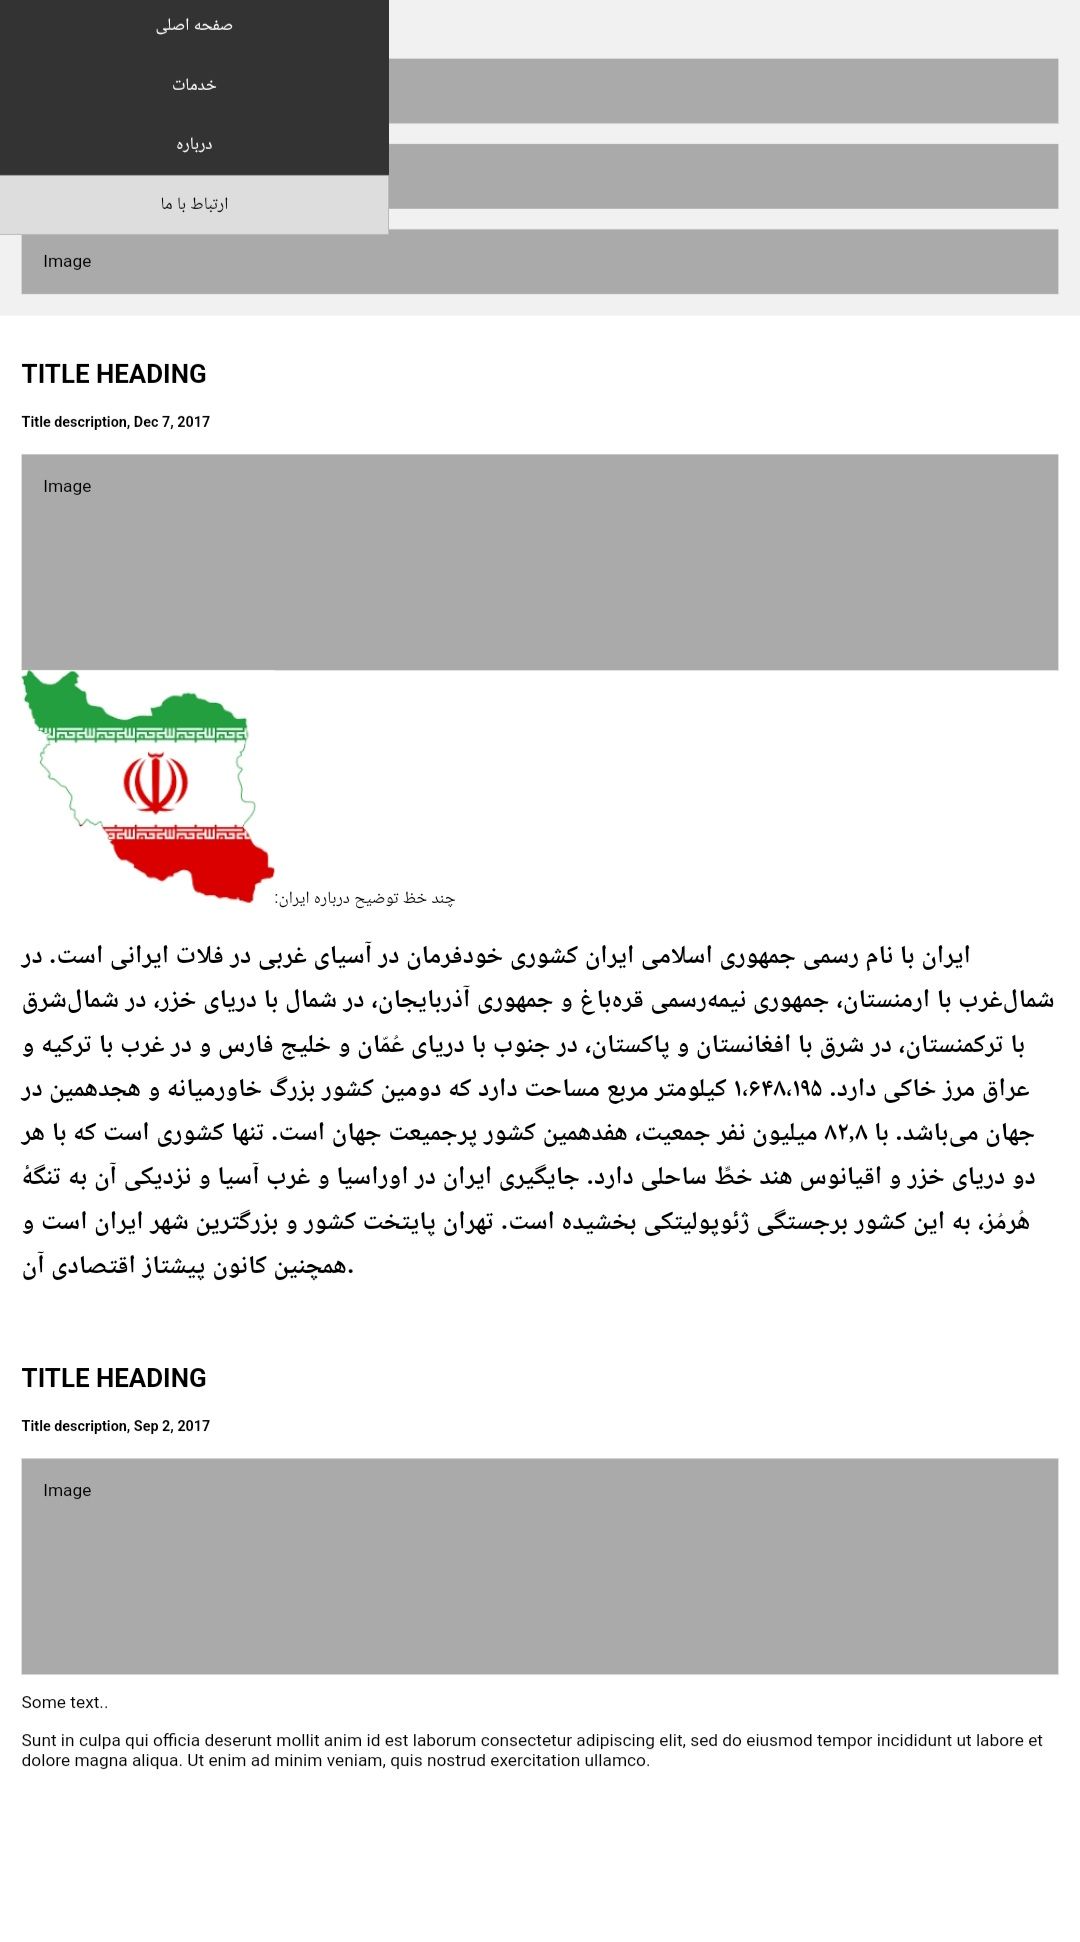 صفحه اصلی
خدمات
درباره
ارتباط با ما
Image
TITLE HEADING
Title description, Dec 7, 2017
Image
چند خط توضیح درباره ایران:
ایران با نام رسمی جمهوری اسلامی ایران کشوری خودفرمان در آسیای غربی در فلات ایرانی است. در
شمال‌غرب با ارمنستان، جمهوری نیمه‌رسمی قره‌باغ و جمهوری آذربایجان، در شمال با دریای خزر، در شمال‌شرق
با ترکمنستان، در شرق با افغانستان و پاکستان، در جنوب با دریای عُمّان و خلیج فارس و در غرب با ترکیه و
عراق مرز خاکی دارد. ۱،۶۴۸،۱۹۵ کیلومتر مربع مساحت دارد که دومین کشور بزرگ خاورمیانه و هجدهمین در
جهان می‌باشد. با ۸۲٫۸ میلیون نفر جمعیت، هفدهمین کشور پرجمیعت جهان است. تنها کشوری است که با هر
دو دریای خزر و اقیانوس هند خطِّ ساحلی دارد. جایگیری ایران در اوراسیا و غرب آسیا و نزدیکی آن به تنگهٔ
هُرمُز، به این کشور برجستگی ژئوپولیتکی بخشیده است. تهران پایتخت کشور و بزرگترین شهر ایران است و
همچنین کانون پیشتاز اقتصادی آن.
TITLE HEADING
Title description, Sep 2, 2017
Image
Some text..
Sunt in culpa qui officia deserunt mollit anim id est laborum consectetur adipiscing elit, sed do eiusmod tempor incididunt ut labore et
dolore magna aliqua. Ut enim ad minim veniam, quis nostrud exercitation ullamco.